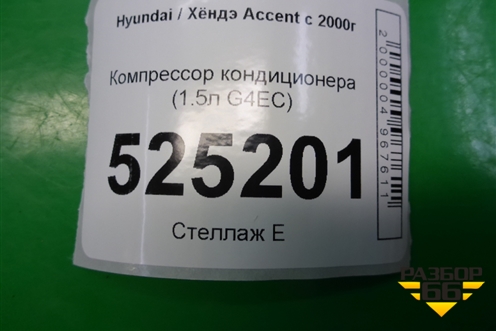 Hyundai / Хёндэ Accent с 2000г
Компрессор кондиционера
(1.5л G4EC)
525201
Стеллаж E
2000004967611
РАЗБОР
66